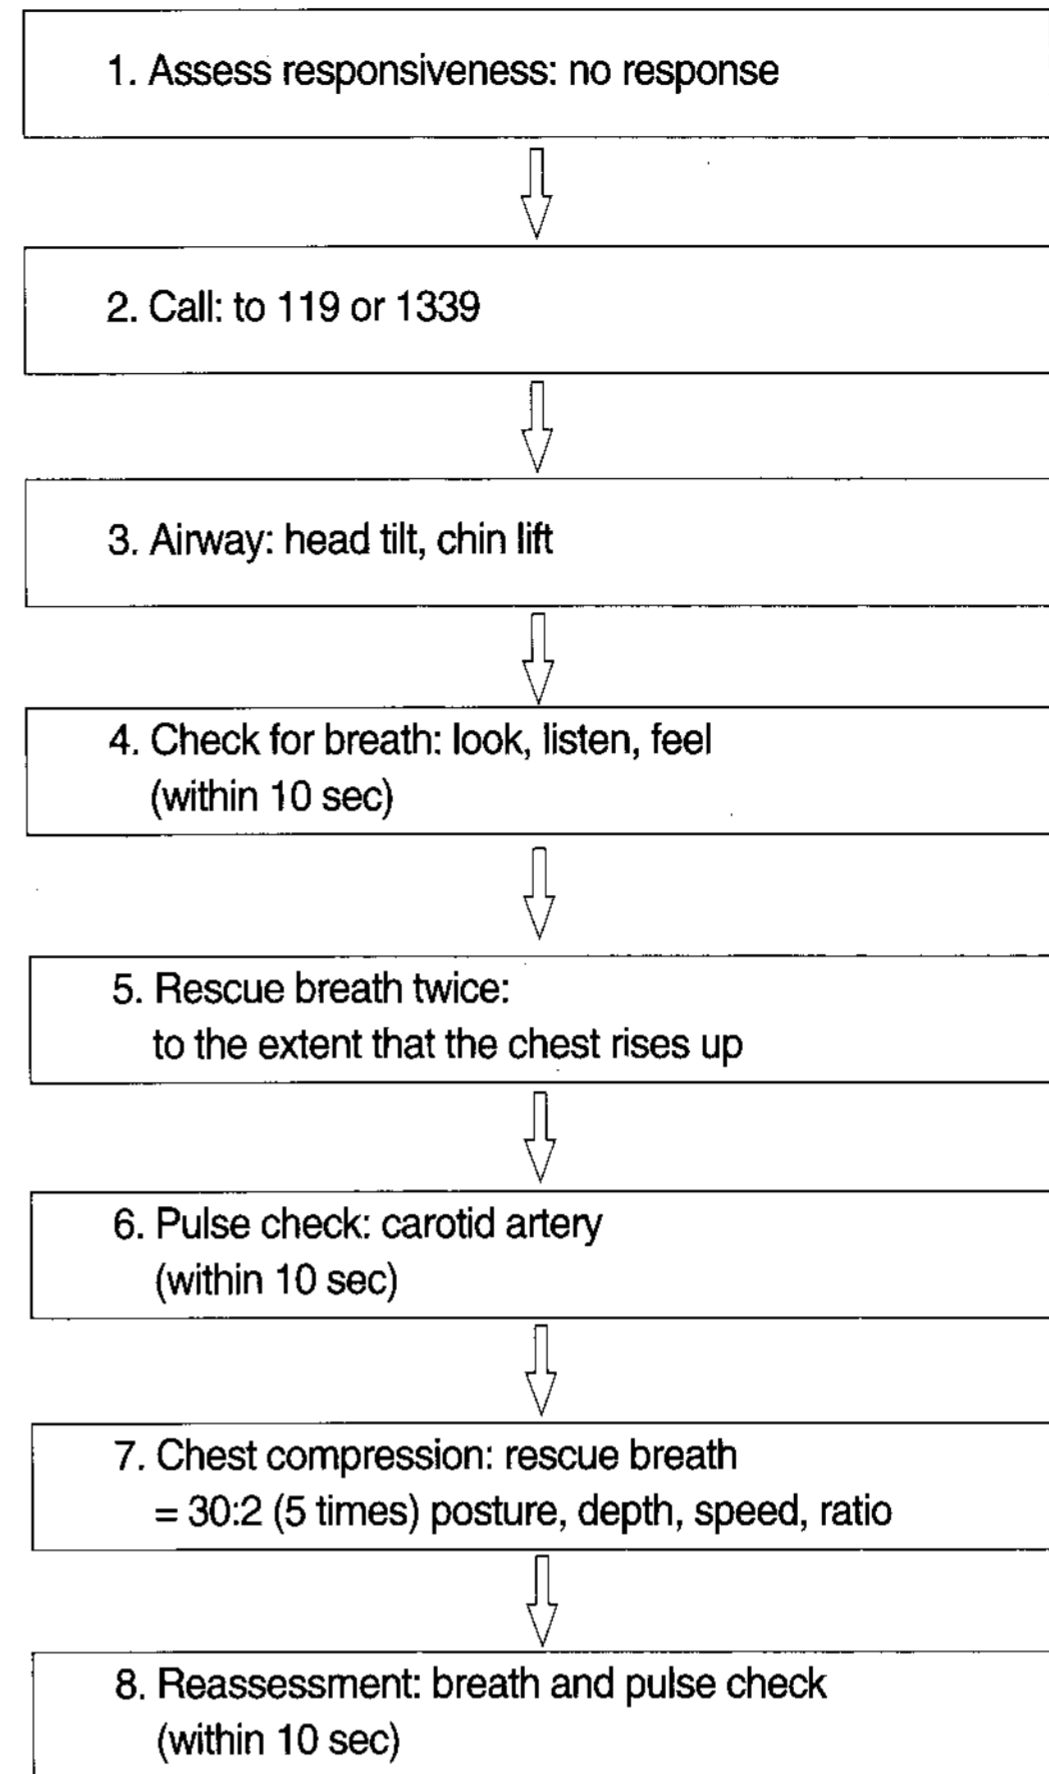 1. Assess responsiveness: no response
2. Call: to 119 or 1339
3. Airway: head tilt, chin lift
4. Check for breath: look, listen, feel
(within 10 sec)
5. Rescue breath twice:
to the extent that the chest rises up
6. Pulse check: carotid artery
(within 10 sec)
7. Chest compression: rescue breath
= 30:2 (5 times) posture, depth, speed, ratio
8. Reassessment: breath and pulse check
(within 10 sec)